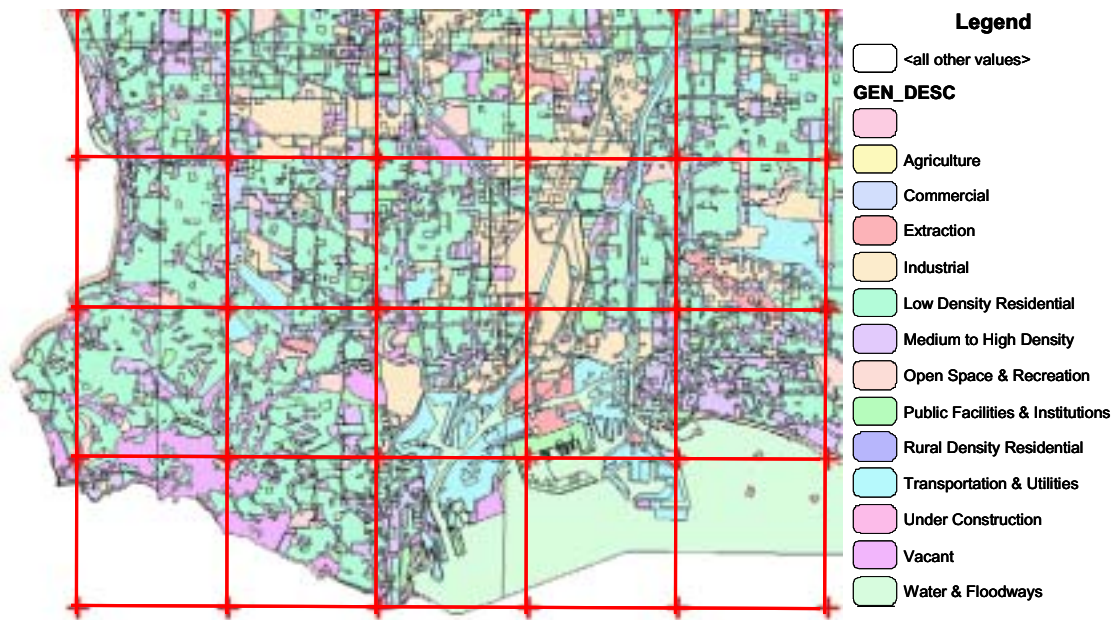 Legend
<all other values>
GEN_DESC
Agriculture
Commercial
Extraction
Industrial
Low Density Residential
Medium to High Density
Open Space & Recreation
Public Facilities & Institutions
Rural Density Residential
Transportation & Utilities
Under Construction
Vacant
Water & Floodways